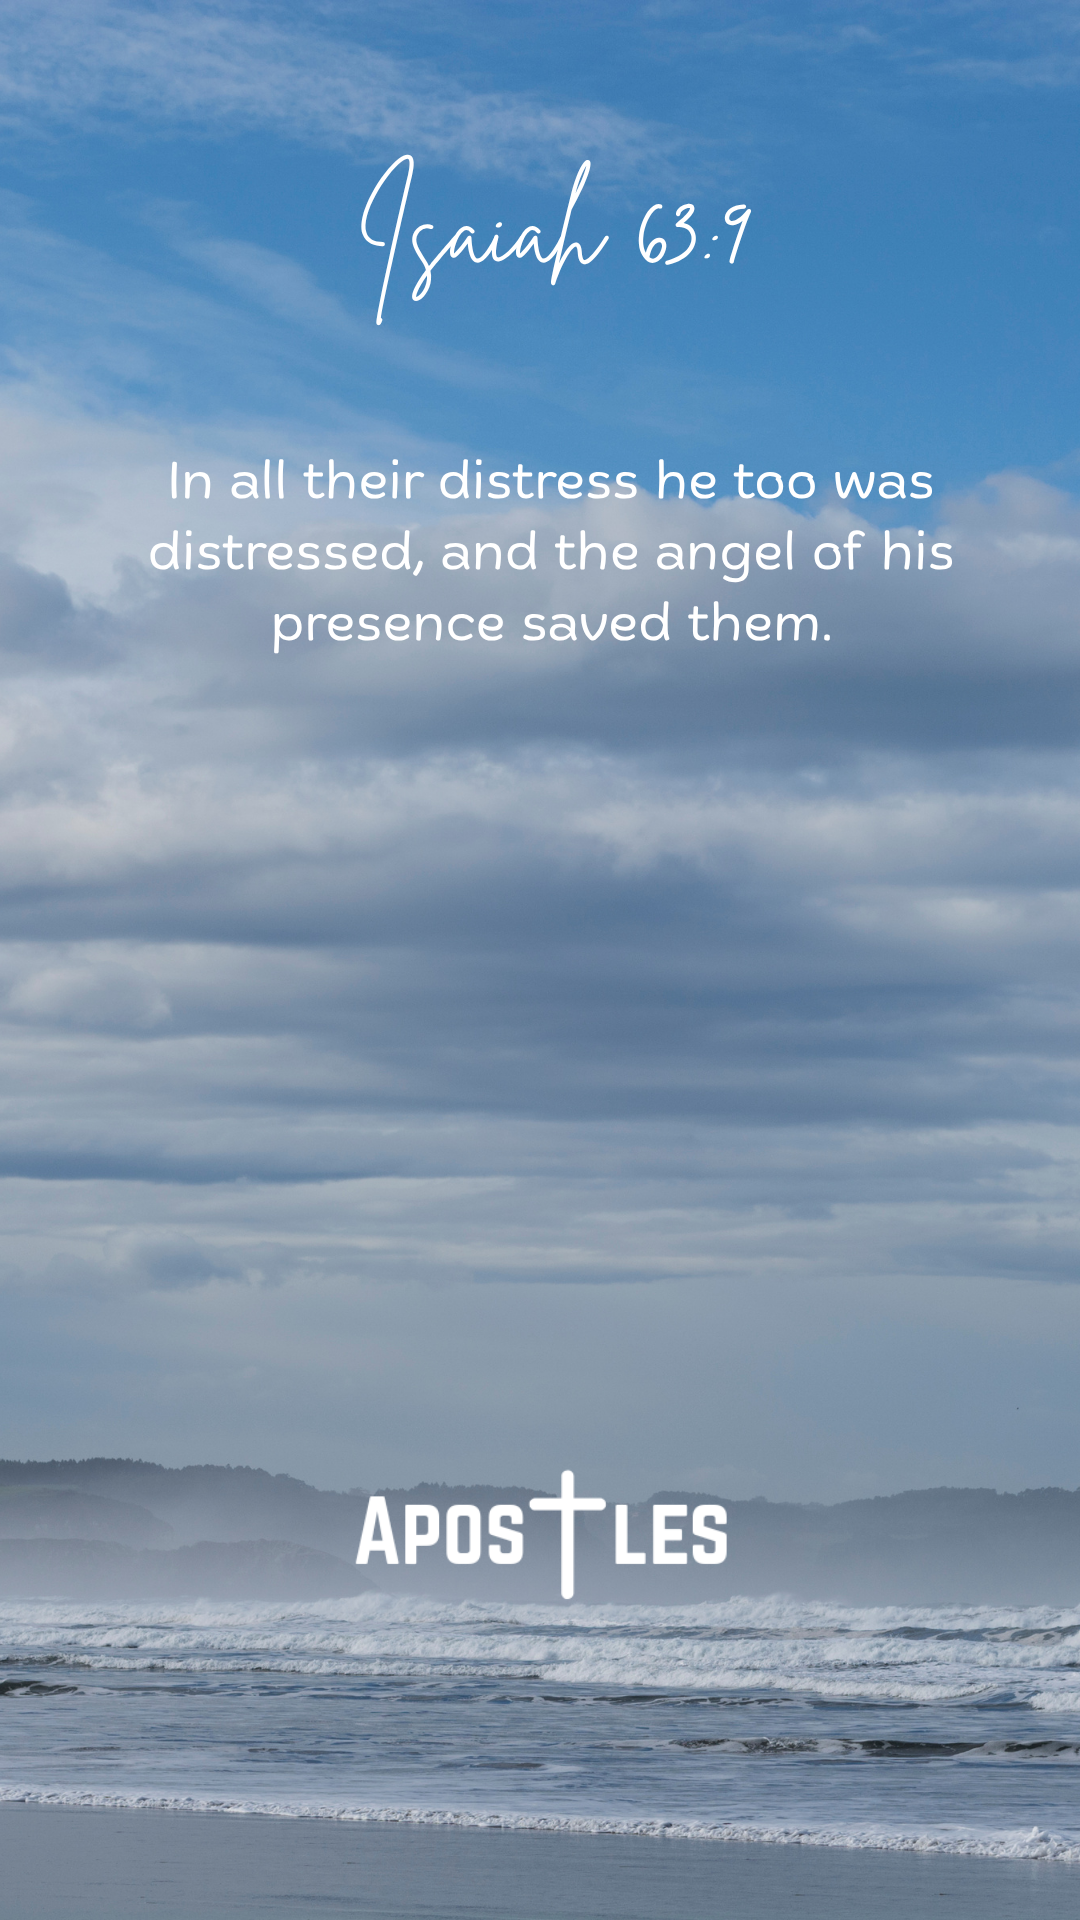 Isaiah 63:9
In all their distress he too was
distressed, and the angel of his
presence saved them.
APOSTLES